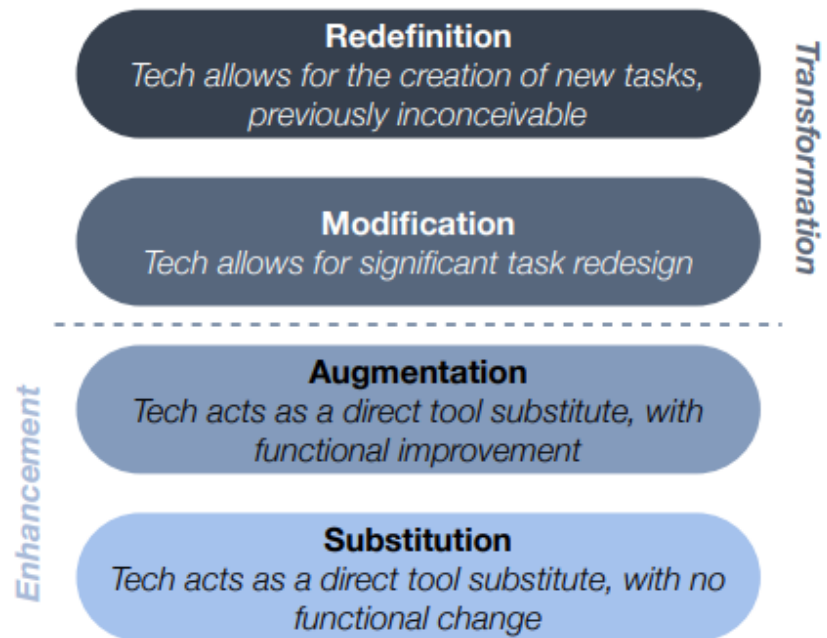 Redefinition
Tech allows for the creation of new tasks,
previously inconceivable
Transformation
Modification
Tech allows for significant task redesign
Augmentation
Tech acts as a direct tool substitute, with
functional improvement
Enhancement
Substitution
Tech acts as a direct tool substitute, with no
functional change